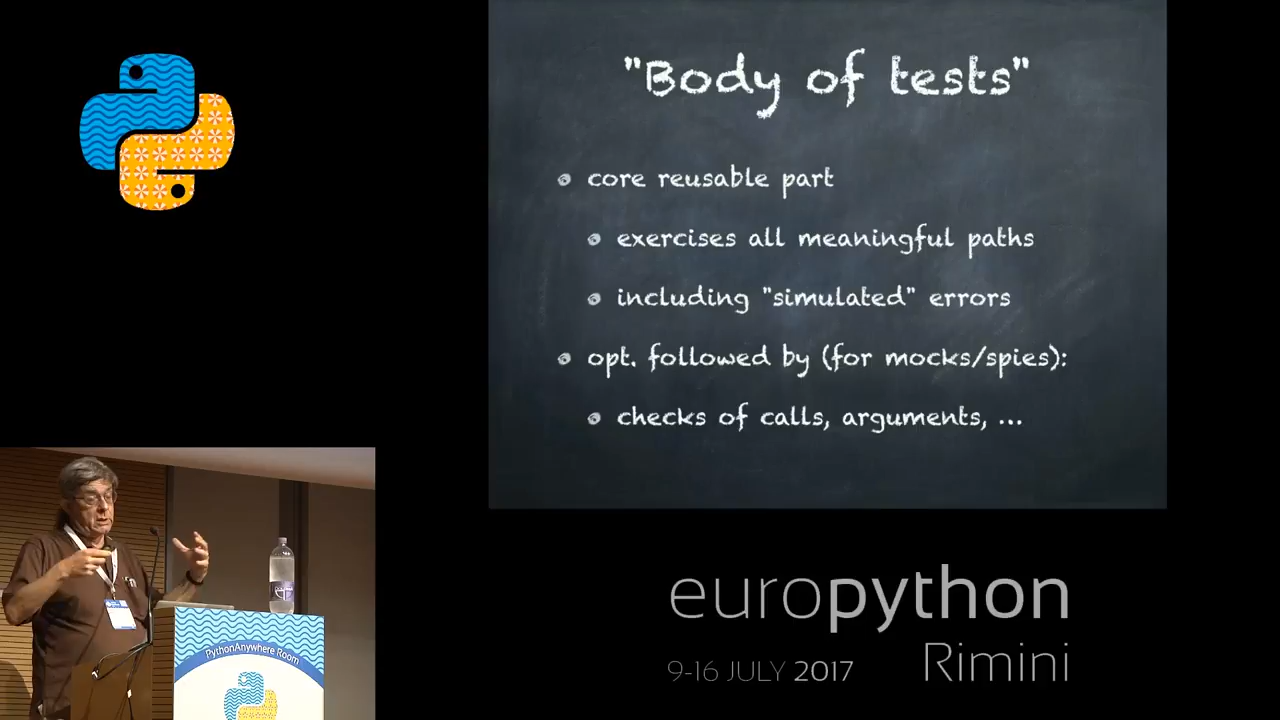 "Body of tests"
core reusable part
exercises all meaningful paths
including "simulated" errors
opt. followed by (for mocks/spies):
checks of calls, arguments, ...
PythonAnywhere Room
europython
9-16 JULY 2017 Rimini